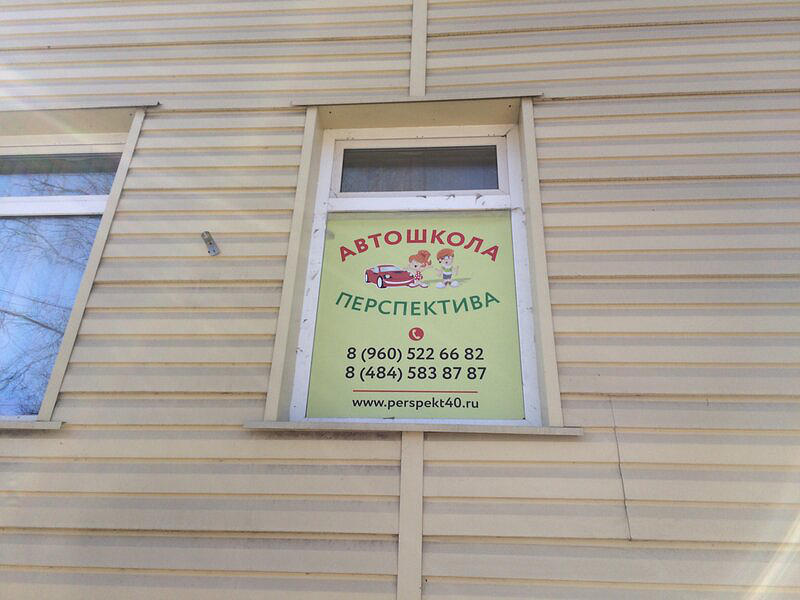 АВТОШКОЛА
ПЕРСПЕКТИВА
8 (960) 522 66 82
8 (484) 583 87 87
www.perspekt40.ru